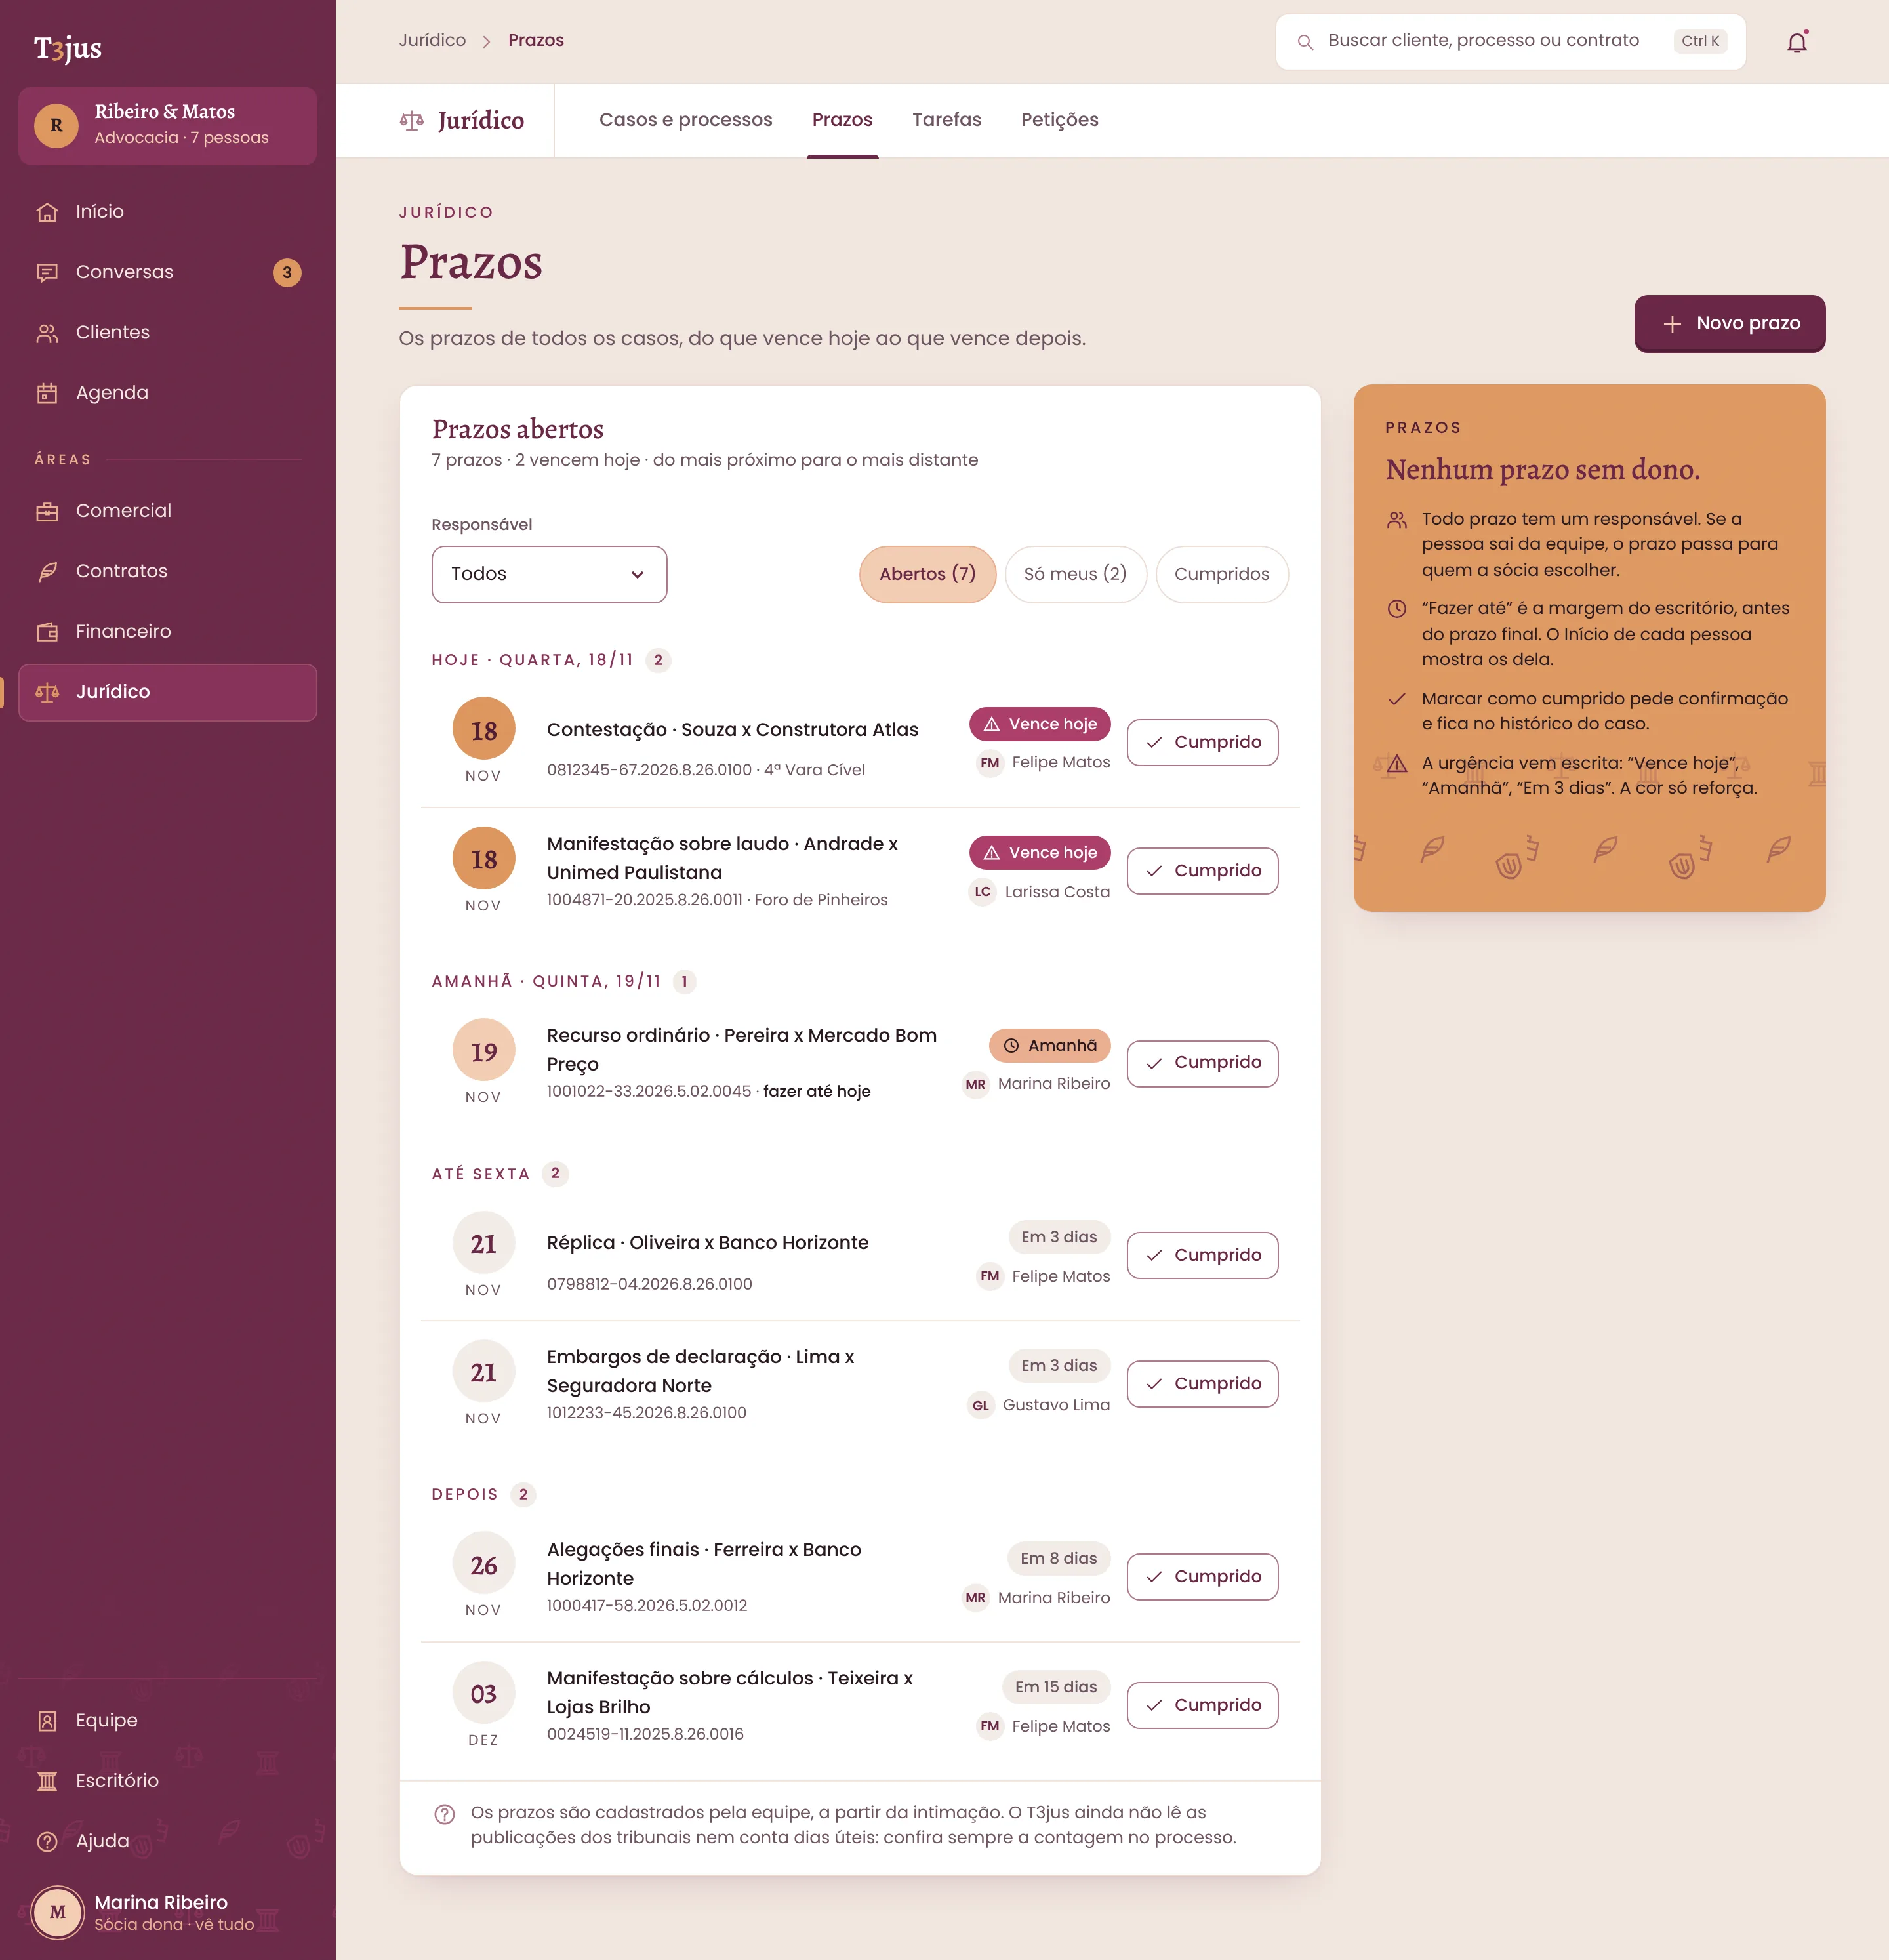 T3jus
R
Ribeiro & Matos
Advocacia · 7 pessoas
Início
Conversas
3
Clientes
Agenda
ÁREAS
Comercial
Contratos
Financeiro
Jurídico
Equipe
Escritório
Ajuda
M
Marina Ribeiro
Sócia dona · vê tudo
Jurídico
Prazos
Buscar cliente, processo ou contrato
Ctrl K
Jurídico
Casos e processos
Prazos
Tarefas
Petições
JURÍDICO
Prazos
Os prazos de todos os casos, do que vence hoje ao que vence depois.
Novo prazo
Prazos abertos
7 prazos · 2 vencem hoje · do mais próximo para o mais distante
Responsável
Todos
Abertos (7)
Só meus (2)
Cumpridos
HOJE · QUARTA, 18/11
2
18
NOV
Contestação · Souza x Construtora Atlas
0812345-67.2026.8.26.0100 · 4ª Vara Cível
Vence hoje
FM
Felipe Matos
Cumprido
18
NOV
Manifestação sobre laudo · Andrade x
Unimed Paulistana
1004871-20.2025.8.26.0011 · Foro de Pinheiros
Vence hoje
LC
Larissa Costa
Cumprido
AMANHÃ · QUINTA, 19/11
1
19
NOV
Recurso ordinário · Pereira x Mercado Bom
Preço
1001022-33.2026.5.02.0045 · fazer até hoje
Amanhã
MR
Marina Ribeiro
Cumprido
ATÉ SEXTA
2
21
NOV
Réplica · Oliveira x Banco Horizonte
0798812-04.2026.8.26.0100
Em 3 dias
FM
Felipe Matos
Cumprido
21
NOV
Embargos de declaração · Lima x
Seguradora Norte
1012233-45.2026.8.26.0100
Em 3 dias
GL
Gustavo Lima
Cumprido
DEPOIS
2
26
NOV
Alegações finais · Ferreira x Banco
Horizonte
1000417-58.2026.5.02.0012
Em 8 dias
MR
Marina Ribeiro
Cumprido
03
DEZ
Manifestação sobre cálculos · Teixeira x
Lojas Brilho
0024519-11.2025.8.26.0016
Em 15 dias
FM
Felipe Matos
Cumprido
Os prazos são cadastrados pela equipe, a partir da intimação. O T3jus ainda não lê as
publicações dos tribunais nem conta dias úteis: confira sempre a contagem no processo.
PRAZOS
Nenhum prazo sem dono.
Todo prazo tem um responsável. Se a
pessoa sai da equipe, o prazo passa para
quem a sócia escolher.
“Fazer até” é a margem do escritório, antes
do prazo final. O Início de cada pessoa
mostra os dela.
Marcar como cumprido pede confirmação
e fica no histórico do caso.
A urgência vem escrita: “Vence hoje”,
“Amanhã”, “Em 3 dias”. A cor só reforça.